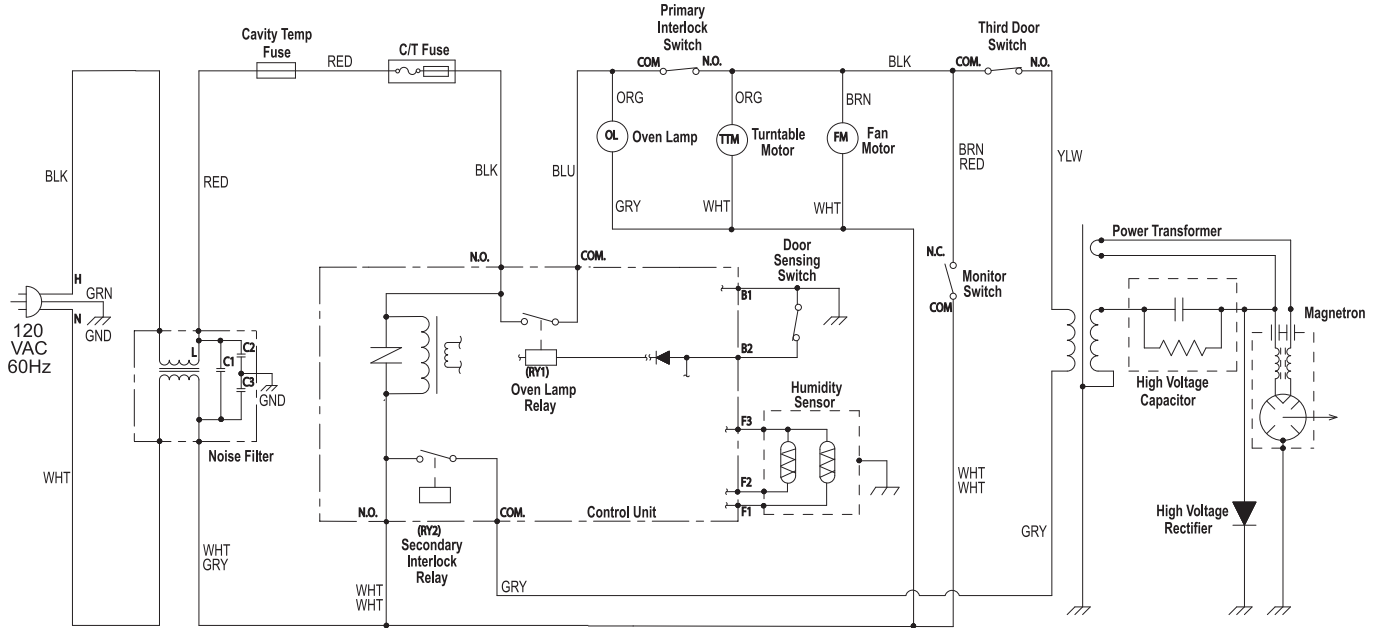 Primary
Interlock
Switch
Third Door
Switch
Cavity Temp
Fuse
C/T Fuse
RED
COM
N.O.
BLK
COM.
N.O.
ORG
ORG
BRN
OL
Oven Lamp
TTM
Turntable
Motor
FM
Fan
Motor
BLK
RED
BLK
BLU
BRN
RED
YLW
GRY
WHT
WHT
Power Transformer
N.O.
COM.
Door
Sensing
Switch
N.C.
Monitor
Switch
COM
H
GRN
N
GND
120
VAC
60Hz
B1
B2
Magnetron
L
C1
C2
C3
GND
(RY1)
Oven Lamp
Relay
Humidity
Sensor
High Voltage
Capacitor
Noise Filter
F3
F2
F1
WHT
WHT
WHT
N.O.
COM.
Control Unit
High Voltage
Rectifier
(RY2)
Secondary
Interlock
Relay
GRY
WHT
GRY
WHT
WHT
GRY